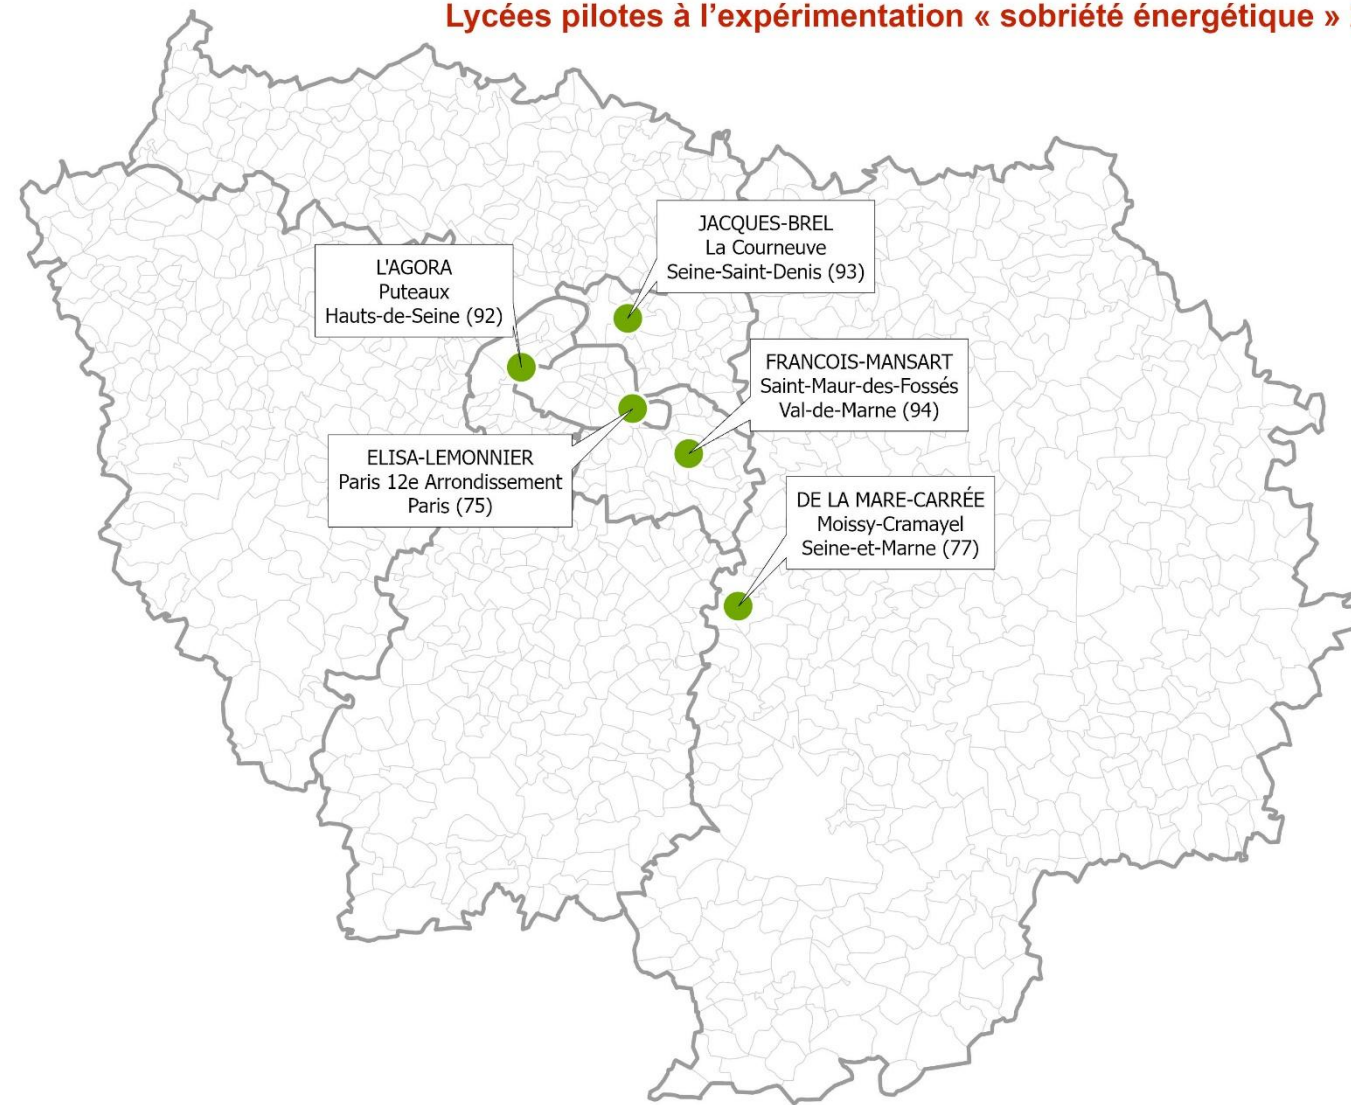 Lycées pilotes à l’expérimentation « sobriété énergétique »
JACQUES-BREL
La Courneuve
Seine-Saint-Denis (93)
L'AGORA
Puteaux
Hauts-de-Seine (92)
FRANCOIS-MANSART
Saint-Maur-des-Fossés
Val-de-Marne (94)
ELISA-LEMONNIER
Paris 12e Arrondissement
Paris (75)
DE LA MARE-CARRÉE
Moissy-Cramayel
Seine-et-Marne (77)